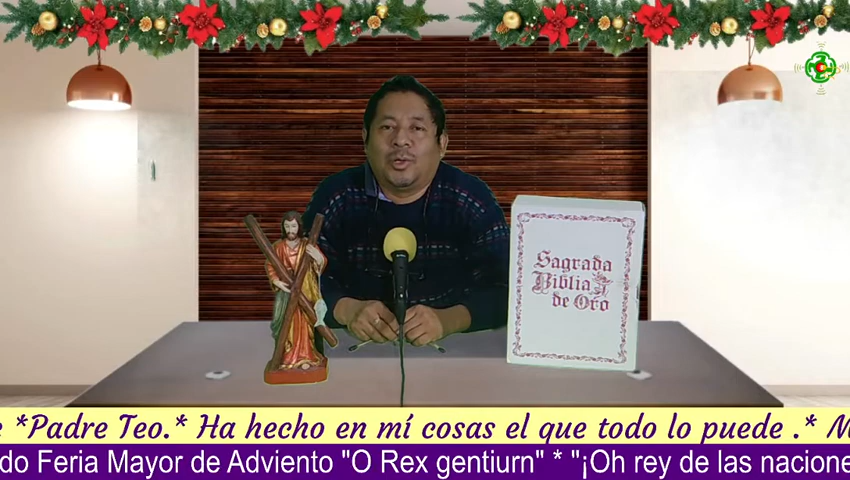 Sagrada
Biblia
de Oro
e *Padre Teo.* Ha hecho en mí cosas el que todo lo puede .* M
do Feria Mayor de Adviento "O Rex gentiurn" * "¡Oh rey de las nacione